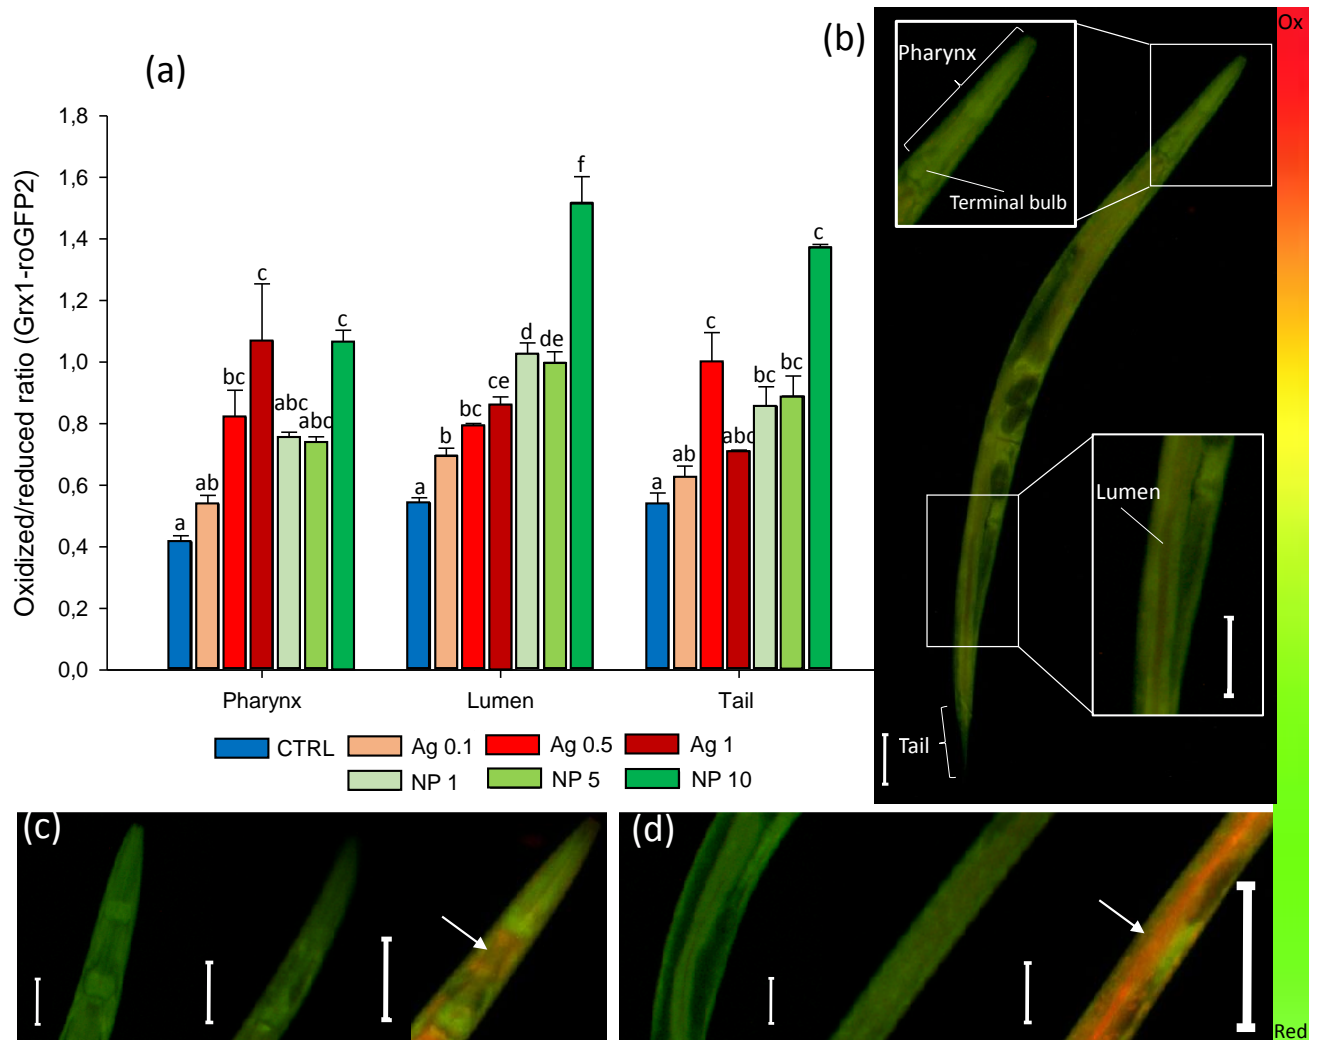 (a)
Oxidized/reduced ratio (Grx1-roGFP2)
1,8
1,6
1,4
1,2
1,0
0,8
0,6
0,4
0,2
0,0
a ab bc c abc abc c
a b bc ce d de f
a ab c abc bc bc c
Pharynx Lumen Tail
CTRL Ag 0.1 Ag 0.5 Ag 1
NP 1 NP 5 NP 10
(b)
Ox
Pharynx
Terminal bulb
Lumen
Tail
(c)
(d)
Red